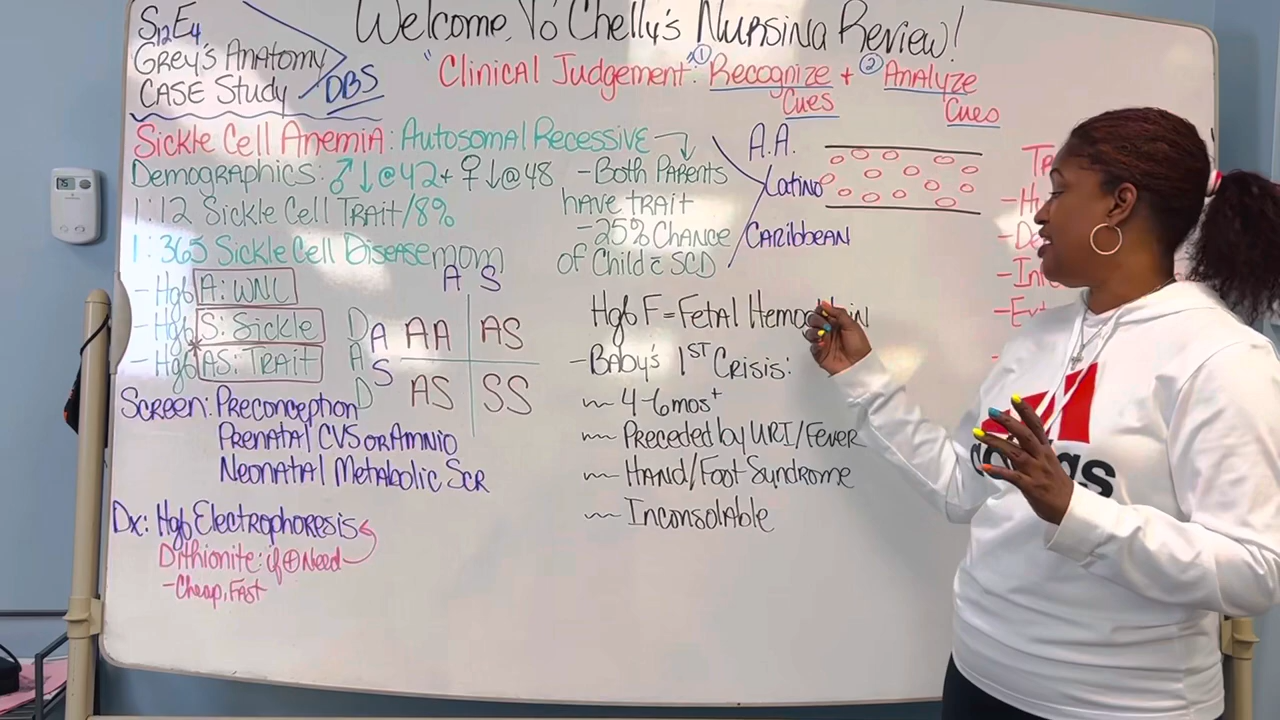 S12E4
Grey's Anatomy
CASE Study
DBS
Welcome To Chelly's Nursing Review!
"Clinical Judgement: ① Recognize + ② Analyze
Cues Cues
Sickle Cell Anemia: Autosomal Recessive
Demographics: ♂↓@42+ ♀↓@48
1:12 Sickle Cell Trait/8%
1:365 Sickle Cell Disease
- Both Parents
have trait
- 25% Chance
of Child c̄ SCD
A.A.
Latino
Caribbean
- Hgb A: WNL
- Hgb S: Sickle
- Hgb AS: Trait
mom
A S
DAD
A AA AS
S AS SS
Screen: Preconception
Prenatal CVS or Amnio
Neonatal Metabolic Scr
Dx: Hgb Electrophoresis
Dithionite: if ⊕ Need
- Cheap, Fast
Hgb F = Fetal
- Baby's 1ST Crisis:
4-6mos+
Preceded by URI/Fever
Hand/Foot Syndrome
Inconsolable
75
adidas